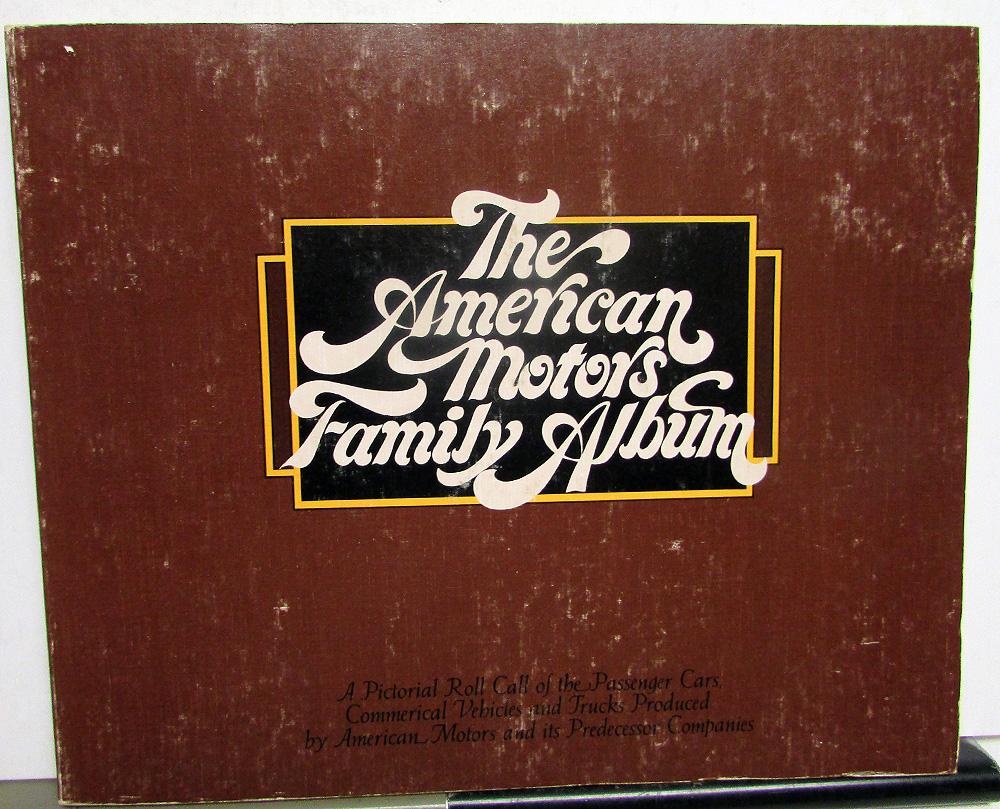 The
American
Motors
Family Album
A Pictorial Roll Call of the Passenger Cars,
Commerical Vehicles and Trucks Produced
by American Motors and its Predecessor Companies